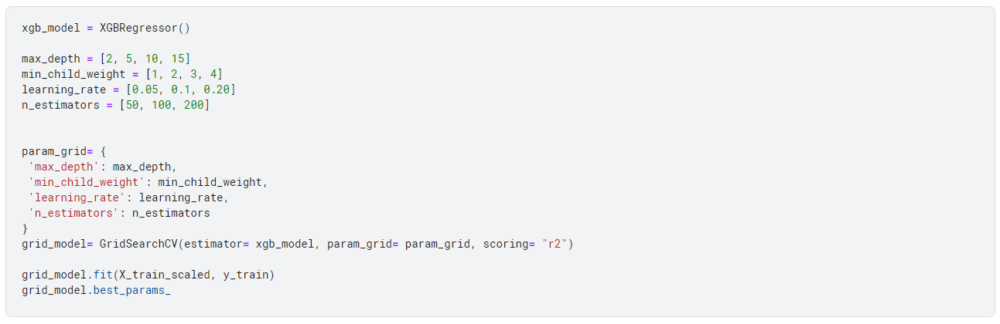 xgb_model = XGBRegressor()
max_depth = [2, 5, 10, 15]
min_child_weight = [1, 2, 3, 4]
learning_rate = [0.05, 0.1, 0.20]
n_estimators = [50, 100, 200]
param_grid= {
 'max_depth': max_depth,
 'min_child_weight': min_child_weight,
 'learning_rate': learning_rate,
 'n_estimators': n_estimators
}
grid_model= GridSearchCV(estimator= xgb_model, param_grid= param_grid, scoring= "r2")
grid_model.fit(X_train_scaled, y_train)
grid_model.best_params_